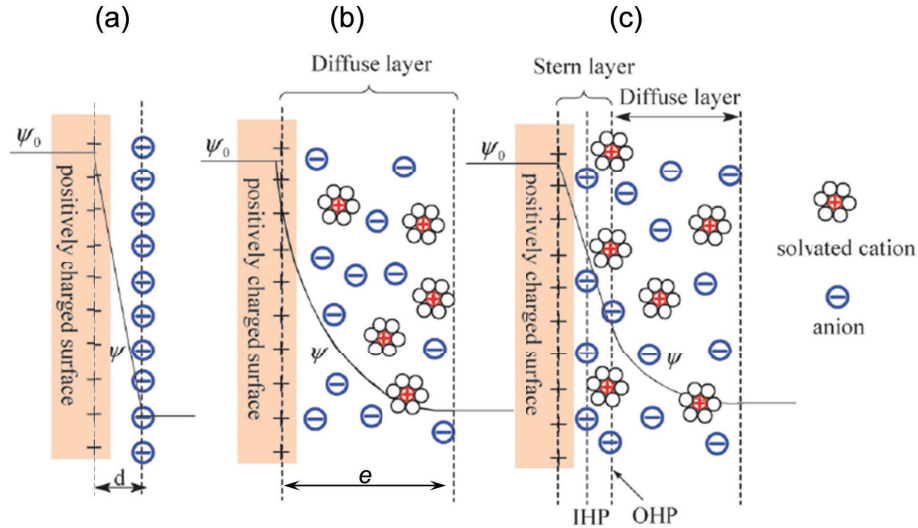 (a)
(b)
(c)
Diffuse layer
Stern layer
Diffuse layer
ψ₀
ψ₀
ψ₀
positively charged surface
positively charged surface
positively charged surface
ψ
ψ
ψ
solvated cation
anion
d
e
IHP
OHP